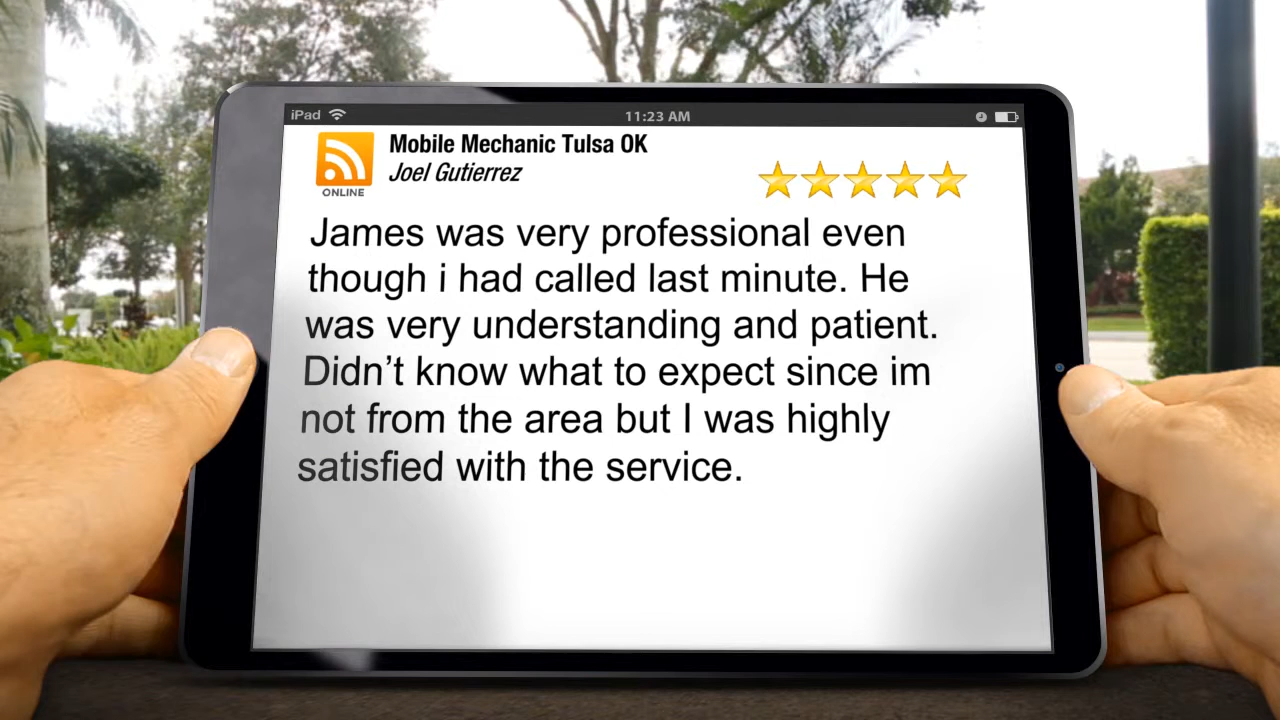 iPad 11:23 AM
Mobile Mechanic Tulsa OK
Joel Gutierrez
ONLINE
James was very professional even
though i had called last minute. He
was very understanding and patient.
Didn’t know what to expect since im
not from the area but I was highly
satisfied with the service.